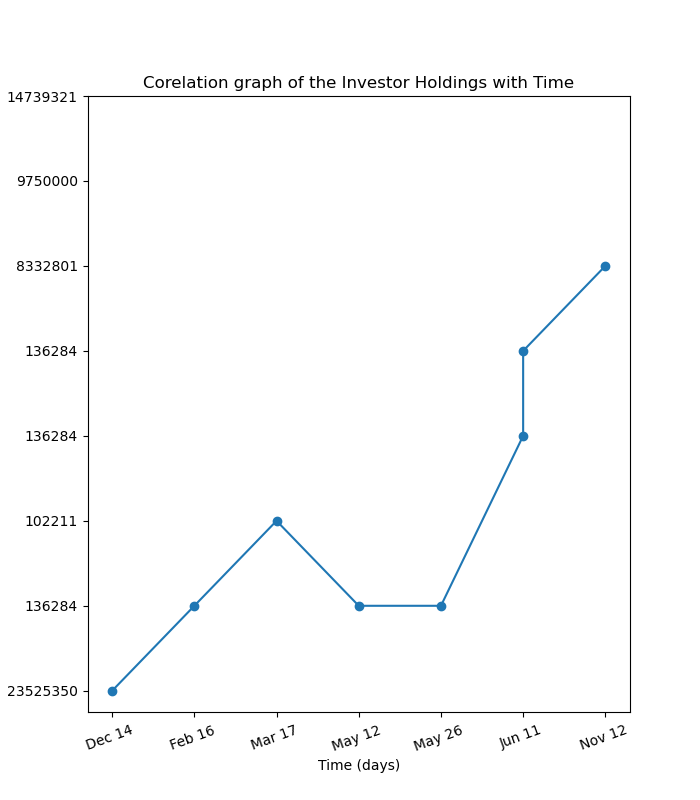 Corelation graph of the Investor Holdings with Time
14739321
9750000
8332801
136284
136284
102211
136284
23525350
Dec 14 Feb 16 Mar 17 May 12 May 26 Jun 11 Nov 12
Time (days)